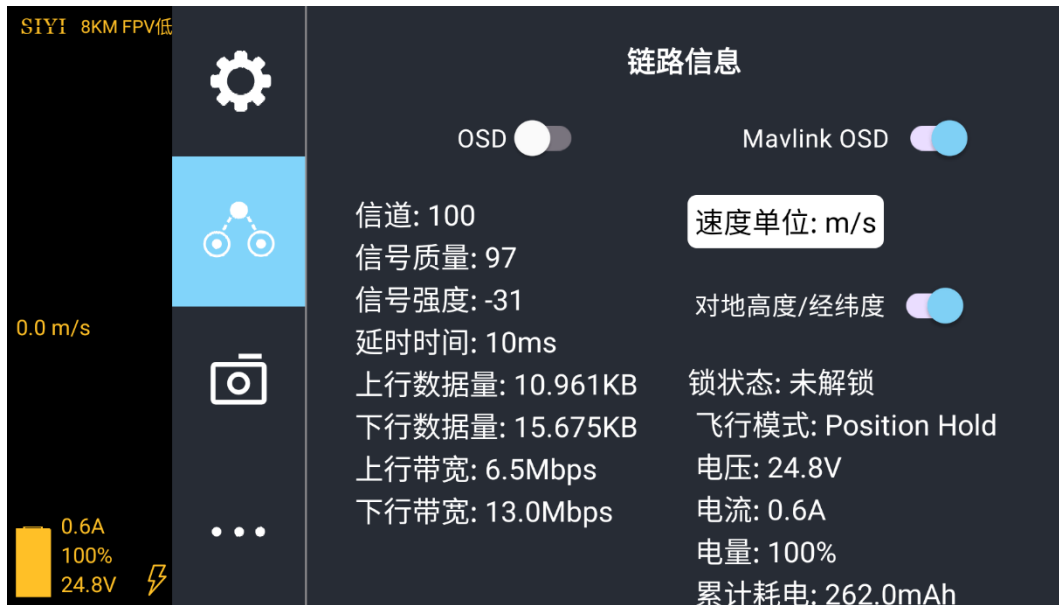 SIYI 8KM FPV低
0.0 m/s
0.6A
100%
24.8V
链路信息
OSD
Mavlink OSD
信道: 100
信号质量: 97
信号强度: -31
延时时间: 10ms
上行数据量: 10.961KB
下行数据量: 15.675KB
上行带宽: 6.5Mbps
下行带宽: 13.0Mbps
速度单位: m/s
对地高度/经纬度
锁状态: 未解锁
飞行模式: Position Hold
电压: 24.8V
电流: 0.6A
电量: 100%
累计耗电: 262.0mAh